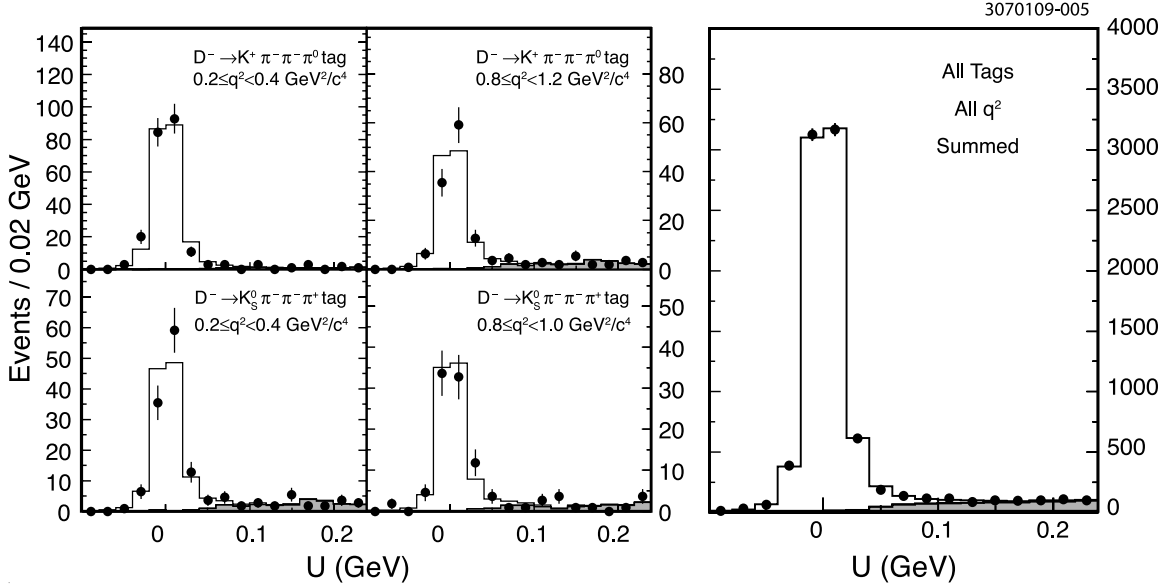 3070109-005
Events / 0.02 GeV
140
120
100
80
60
40
20
0
D⁻ →K⁺ π⁻π⁻π⁰ tag
0.2≤q²<0.4 GeV²/c⁴
D⁻ →K⁺ π⁻π⁻π⁰ tag
0.8≤q²<1.2 GeV²/c⁴
80
60
40
20
0
70
60
50
40
30
20
10
0
D⁻ →K⁰S π⁻π⁻π⁺ tag
0.2≤q²<0.4 GeV²/c⁴
D⁻ →K⁰S π⁻π⁻π⁺ tag
0.8≤q²<1.0 GeV²/c⁴
50
40
30
20
10
0
0 0.1 0.2
0 0.1 0.2
U (GeV)
U (GeV)
All Tags
All q²
Summed
4000
3500
3000
2500
2000
1500
1000
500
0
0 0.1 0.2
U (GeV)